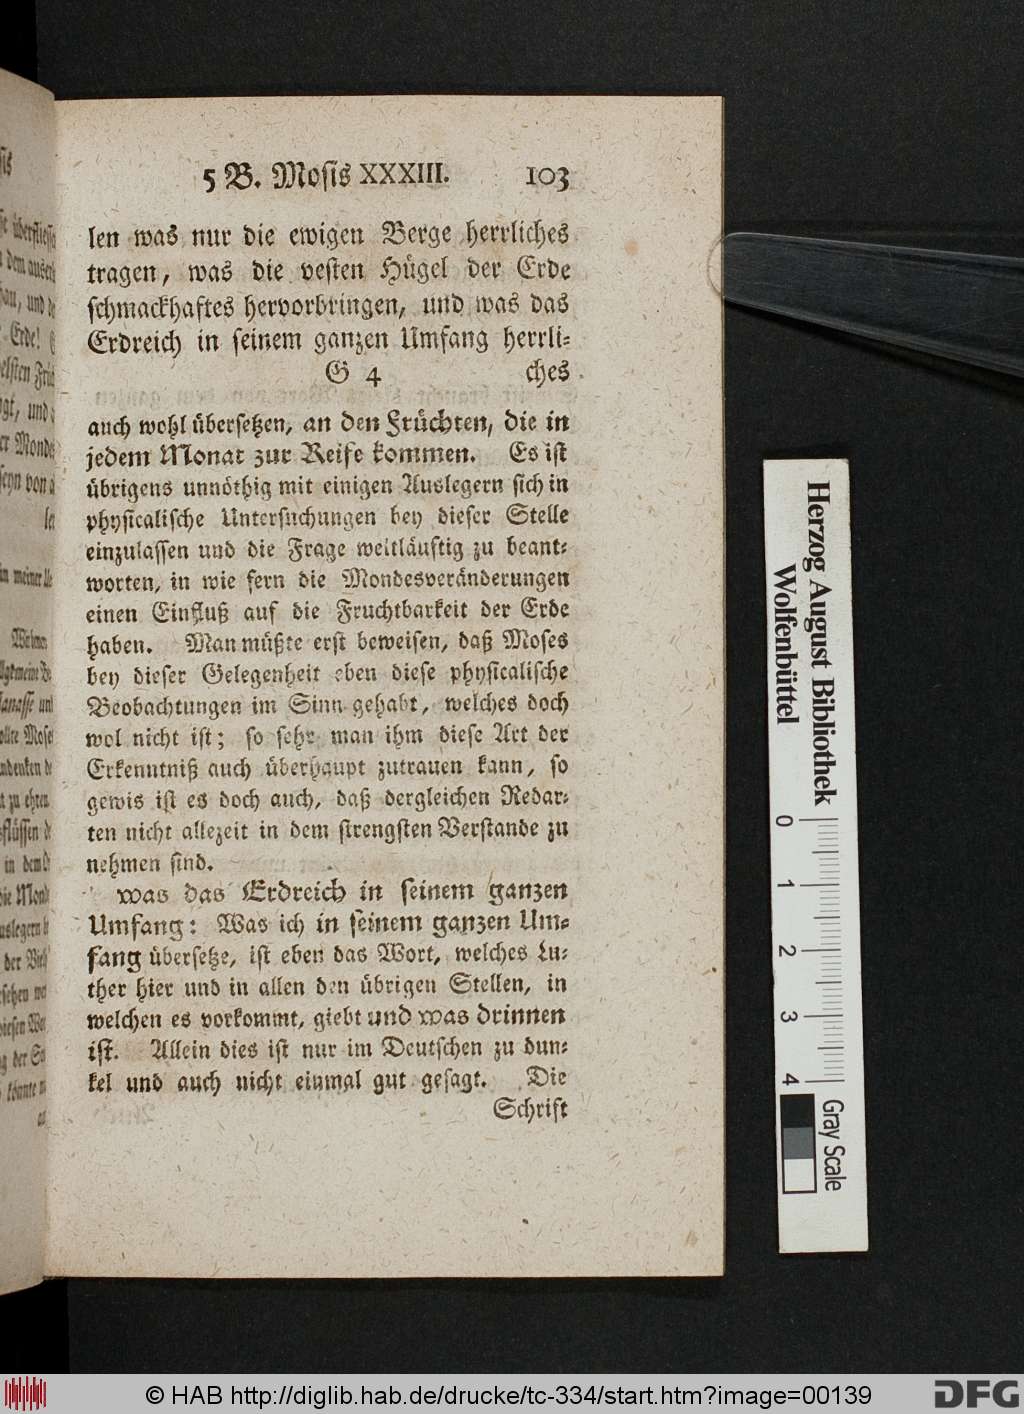 5 B. Mosis XXXIII. 103
len was nur die ewigen Berge herrliches
tragen, was die vesten Hügel der Erde
schmackhaftes hervorbringen, und was das
Erdreich in seinem ganzen Umfang herrli-
G 4 ches
auch wohl übersetzen, an den Früchten, die in
jedem Monat zur Reife kommen. Es ist
übrigens unnöthig mit einigen Auslegern sich in
physicalische Untersuchungen bey dieser Stelle
einzulassen und die Frage weitläuftig zu beant-
worten, in wie fern die Mondesveränderungen
einen Einfluß auf die Fruchtbarkeit der Erde
haben. Man müßte erst beweisen, daß Moses
bey dieser Gelegenheit eben diese physicalische
Beobachtungen im Sinn gehabt, welches doch
wol nicht ist; so sehr man ihm diese Art der
Erkenntniß auch überhaupt zutrauen kann, so
gewis ist es doch auch, daß dergleichen Redar-
ten nicht allezeit in dem strengsten Verstande zu
nehmen sind.
was das Erdreich in seinem ganzen
Umfang: Was ich in seinem ganzen Um-
fang übersetze, ist eben das Wort, welches Lu-
ther hier und in allen den übrigen Stellen, in
welchen es vorkommt, giebt und was drinnen
ist. Allein dies ist nur im Deutschen zu dun-
kel und auch nicht einmal gut gesagt. Die
Schrift
Herzog August Bibliothek
Wolfenbüttel
0 1 2 3 4
Gray Scale
© HAB http://diglib.hab.de/drucke/tc-334/start.htm?image=00139
DFG